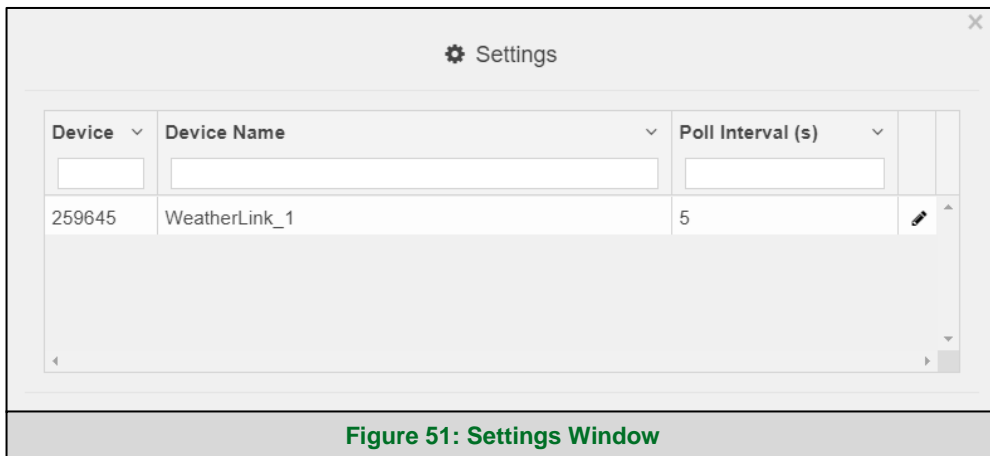 Settings
Device Device Name Poll Interval (s)
259645 WeatherLink_1 5
Figure 51: Settings Window